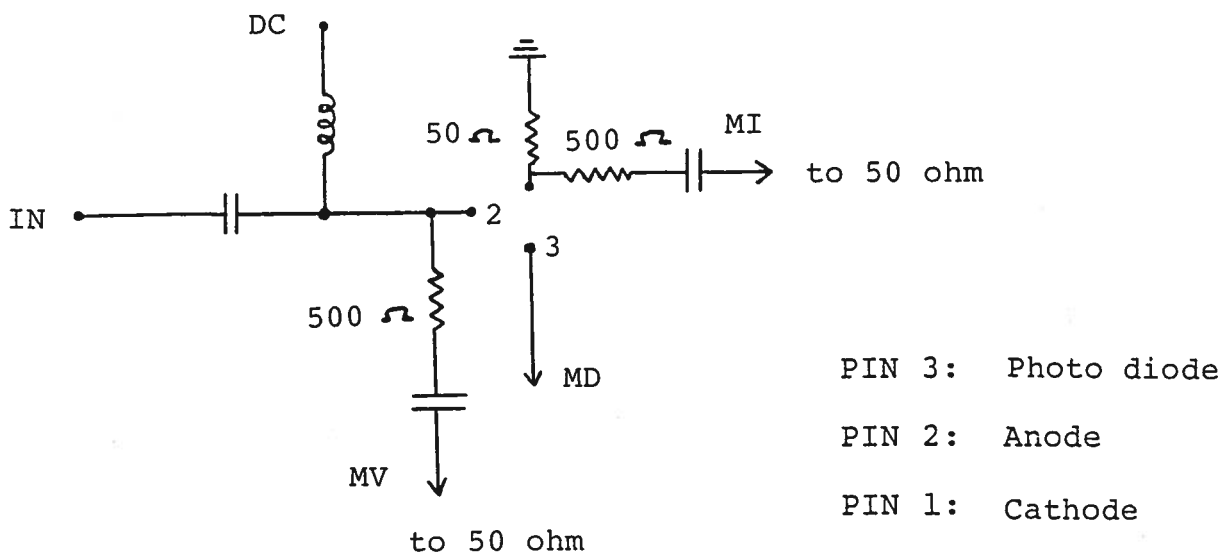 DC
50 Ω
500 Ω
MI
to 50 ohm
IN
2
3
500 Ω
MD
MV
to 50 ohm
PIN 3: Photo diode
PIN 2: Anode
PIN 1: Cathode